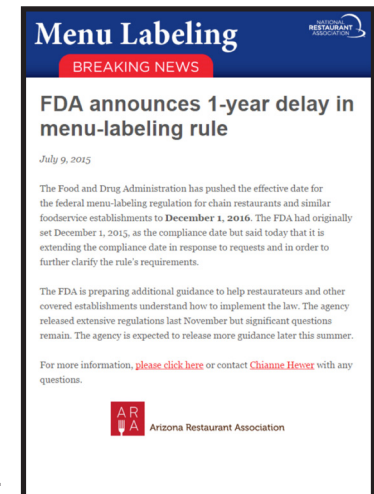 Menu Labeling
NATIONAL
RESTAURANT
ASSOCIATION
BREAKING NEWS
FDA announces 1-year delay in
menu-labeling rule
July 9, 2015
The Food and Drug Administration has pushed the effective date for
the federal menu-labeling regulation for chain restaurants and similar
foodservice establishments to December 1, 2016. The FDA had originally
set December 1, 2015, as the compliance date but said today that it is
extending the compliance date in response to requests and in order to
further clarify the rule's requirements.
The FDA is preparing additional guidance to help restaurateurs and other
covered establishments understand how to implement the law. The agency
released extensive regulations last November but significant questions
remain. The agency is expected to release more guidance later this summer.
For more information, please click here or contact Chianne Hewer with any
questions.
AR
A
Arizona Restaurant Association